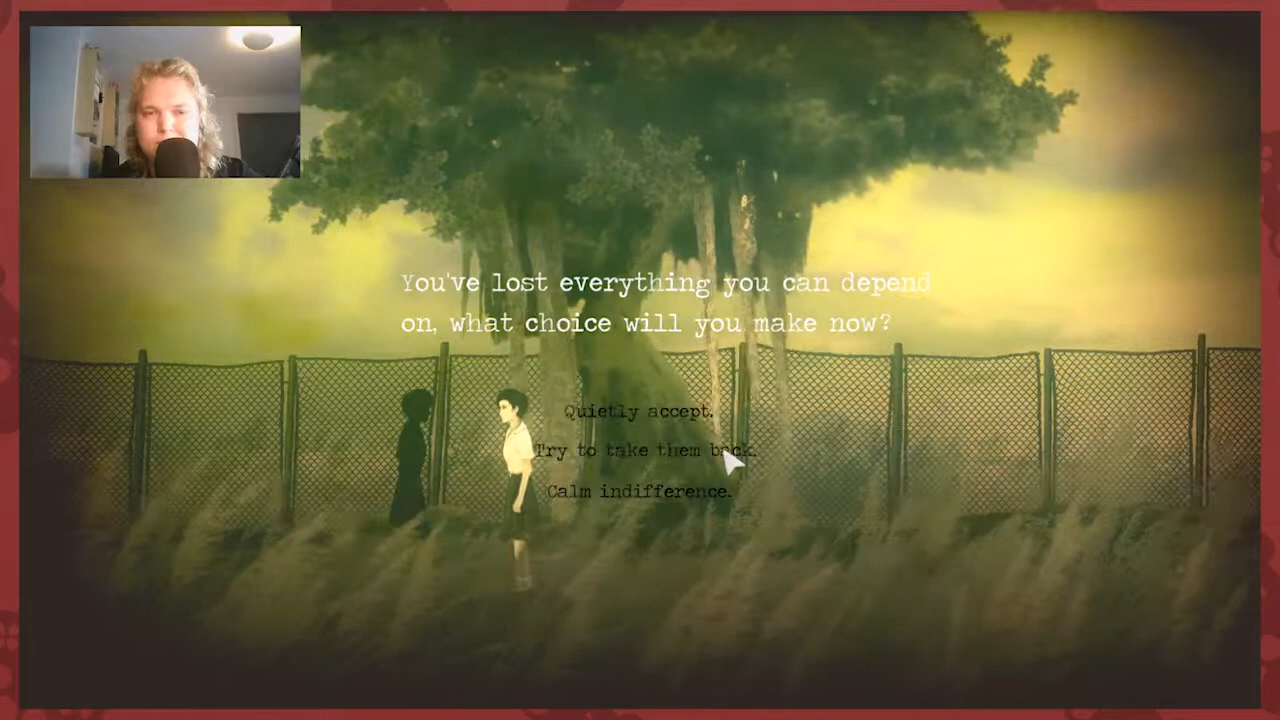 You've lost everything you can depend
on, what choice will you make now?
Quietly accept.
Try to take them back.
Calm indifference.